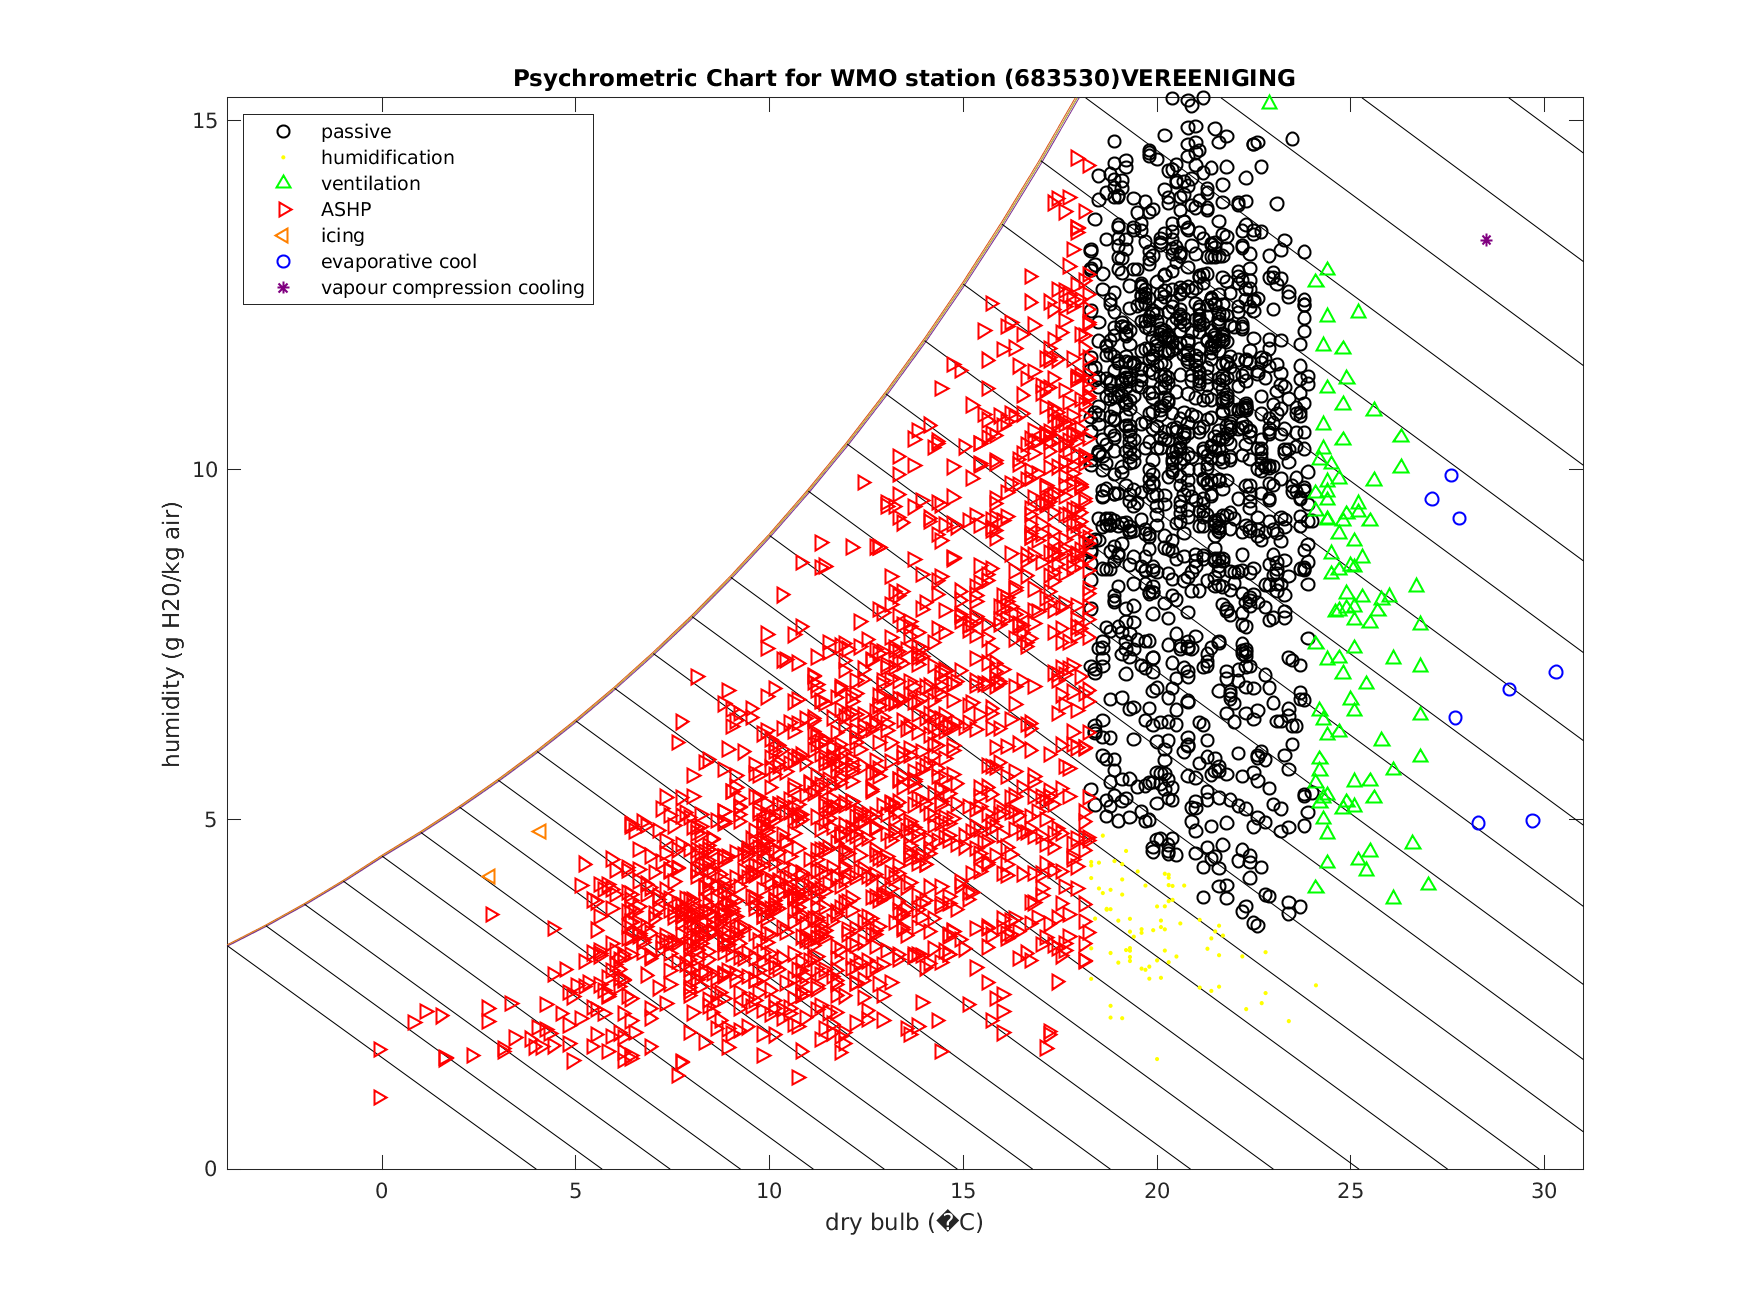 Psychrometric Chart for WMO station (683530)VEREENIGING
15
10
5
0
humidity (g H20/kg air)
passive
humidification
ventilation
ASHP
icing
evaporative cool
vapour compression cooling
0 5 10 15 20 25 30
dry bulb (�C)